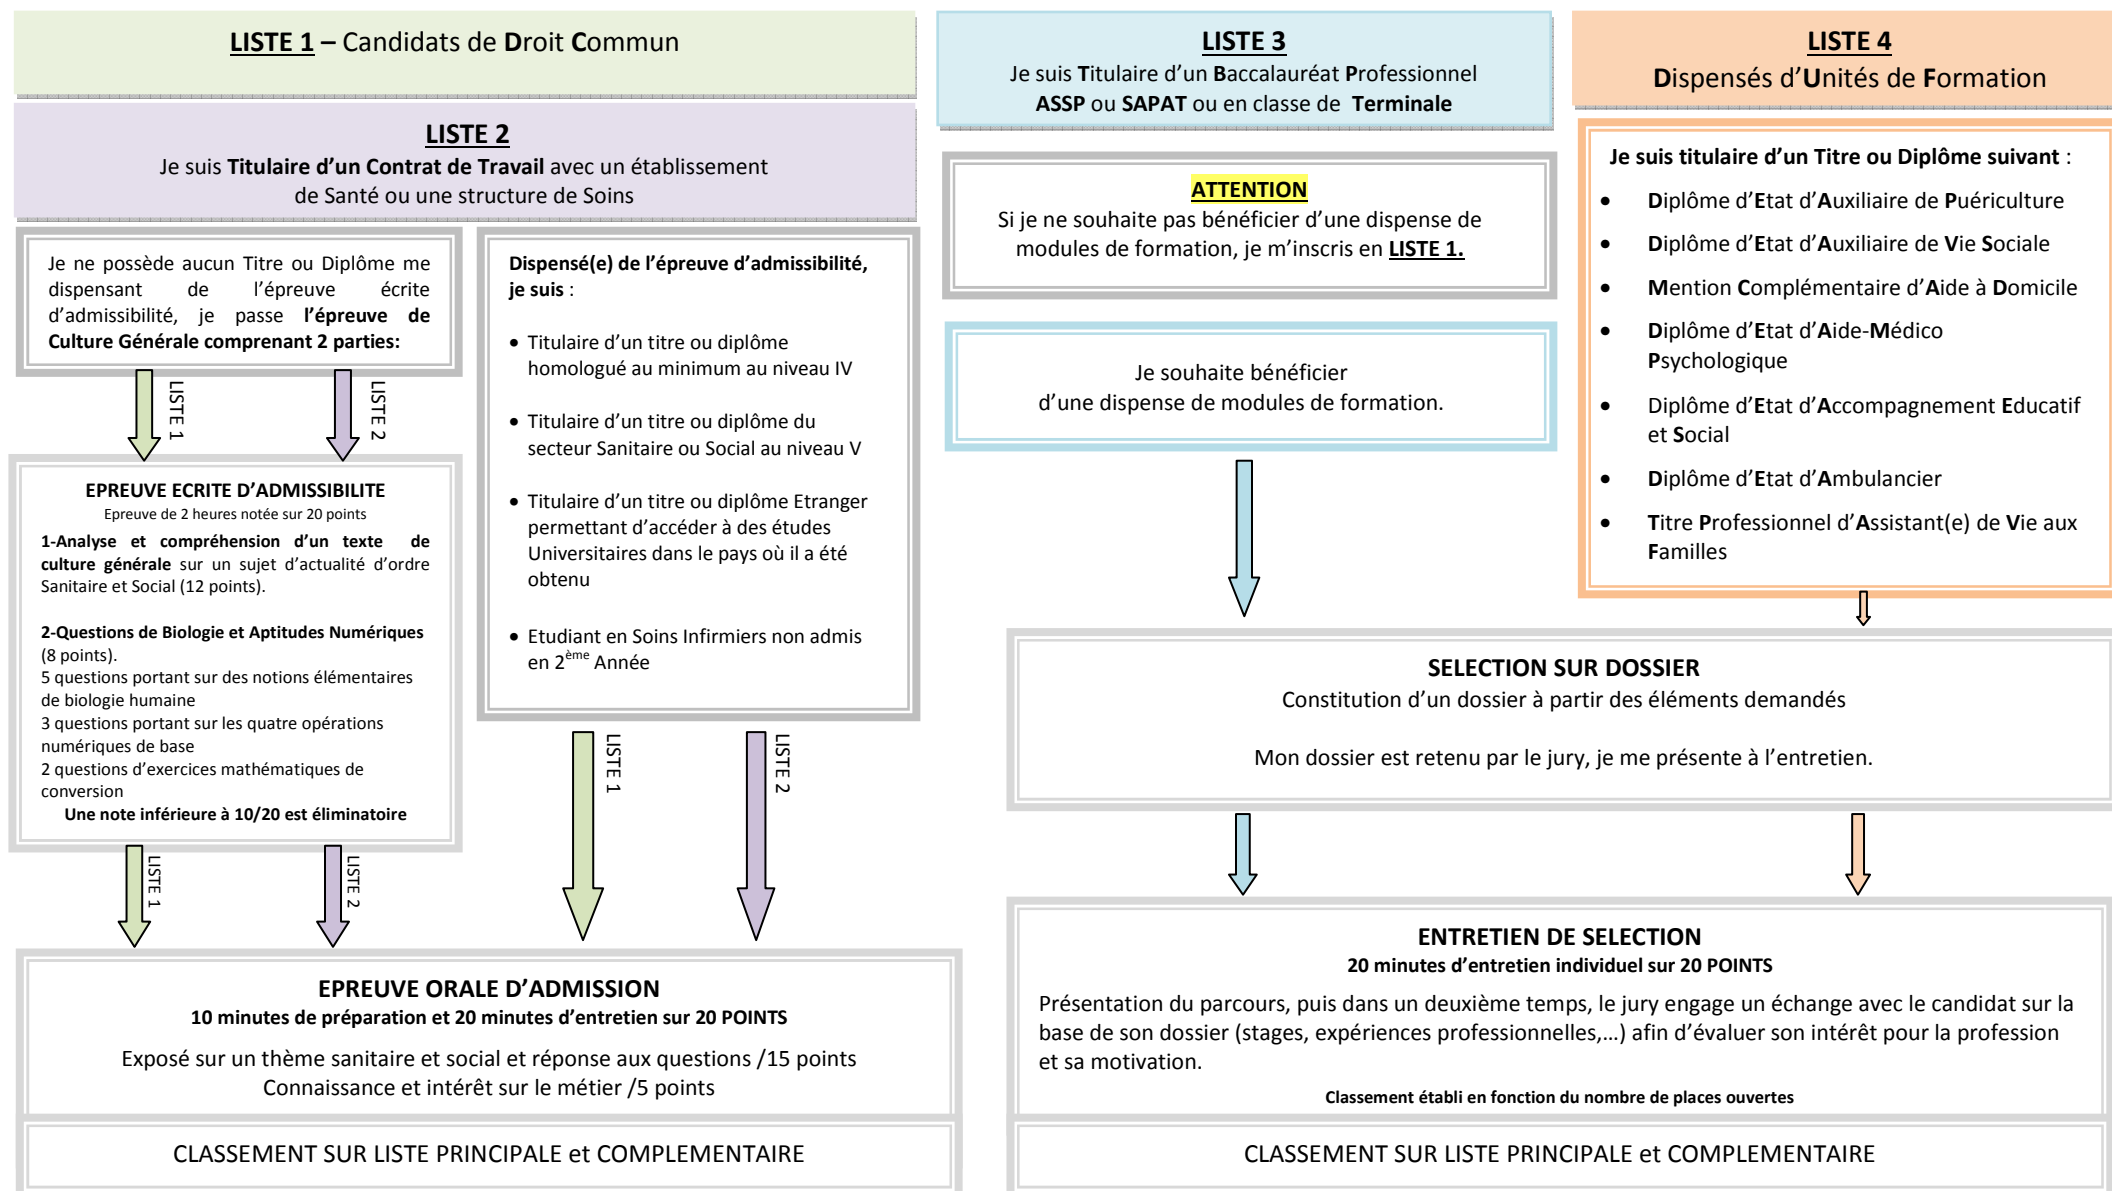 LISTE 1 – Candidats de Droit Commun
LISTE 2
Je suis Titulaire d'un Contrat de Travail avec un établissement
de Santé ou une structure de Soins
Je ne possède aucun Titre ou Diplôme me
dispensant de l'épreuve écrite
d'admissibilité, je passe l'épreuve de
Culture Générale comprenant 2 parties:
LISTE 1
LISTE 2
EPREUVE ECRITE D'ADMISSIBILITE
Epreuve de 2 heures notée sur 20 points
1-Analyse et compréhension d'un texte de
culture générale sur un sujet d'actualité d'ordre
Sanitaire et Social (12 points).
2-Questions de Biologie et Aptitudes Numériques
(8 points).
5 questions portant sur des notions élémentaires
de biologie humaine
3 questions portant sur les quatre opérations
numériques de base
2 questions d'exercices mathématiques de
conversion
Une note inférieure à 10/20 est éliminatoire
LISTE 1
LISTE 2
Dispensé(e) de l'épreuve d'admissibilité,
je suis :
• Titulaire d'un titre ou diplôme
homologué au minimum au niveau IV
• Titulaire d'un titre ou diplôme du
secteur Sanitaire ou Social au niveau V
• Titulaire d'un titre ou diplôme Etranger
permettant d'accéder à des études
Universitaires dans le pays où il a été
obtenu
• Etudiant en Soins Infirmiers non admis
en 2ème Année
LISTE 1
LISTE 2
EPREUVE ORALE D'ADMISSION
10 minutes de préparation et 20 minutes d'entretien sur 20 POINTS
Exposé sur un thème sanitaire et social et réponse aux questions /15 points
Connaissance et intérêt sur le métier /5 points
CLASSEMENT SUR LISTE PRINCIPALE et COMPLEMENTAIRE
LISTE 3
Je suis Titulaire d'un Baccalauréat Professionnel
ASSP ou SAPAT ou en classe de Terminale
ATTENTION
Si je ne souhaite pas bénéficier d'une dispense de
modules de formation, je m'inscris en LISTE 1.
Je souhaite bénéficier
d'une dispense de modules de formation.
LISTE 4
Dispensés d'Unités de Formation
Je suis titulaire d'un Titre ou Diplôme suivant :
• Diplôme d'Etat d'Auxiliaire de Puériculture
• Diplôme d'Etat d'Auxiliaire de Vie Sociale
• Mention Complémentaire d'Aide à Domicile
• Diplôme d'Etat d'Aide-Médico
Psychologique
• Diplôme d'Etat d'Accompagnement Educatif
et Social
• Diplôme d'Etat d'Ambulancier
• Titre Professionnel d'Assistant(e) de Vie aux
Familles
SELECTION SUR DOSSIER
Constitution d'un dossier à partir des éléments demandés
Mon dossier est retenu par le jury, je me présente à l'entretien.
ENTRETIEN DE SELECTION
20 minutes d'entretien individuel sur 20 POINTS
Présentation du parcours, puis dans un deuxième temps, le jury engage un échange avec le candidat sur la
base de son dossier (stages, expériences professionnelles,…) afin d'évaluer son intérêt pour la profession
et sa motivation.
Classement établi en fonction du nombre de places ouvertes
CLASSEMENT SUR LISTE PRINCIPALE et COMPLEMENTAIRE